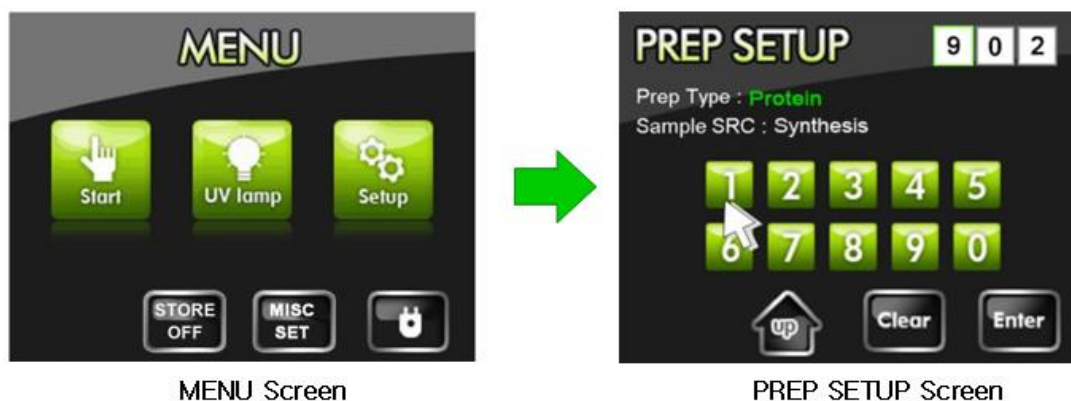 MENU
Start
UV lamp
Setup
STORE
OFF
MISC
SET
MENU Screen
PREP SETUP
9 0 2
Prep Type : Protein
Sample SRC : Synthesis
1 2 3 4 5
6 7 8 9 0
up
Clear
Enter
PREP SETUP Screen